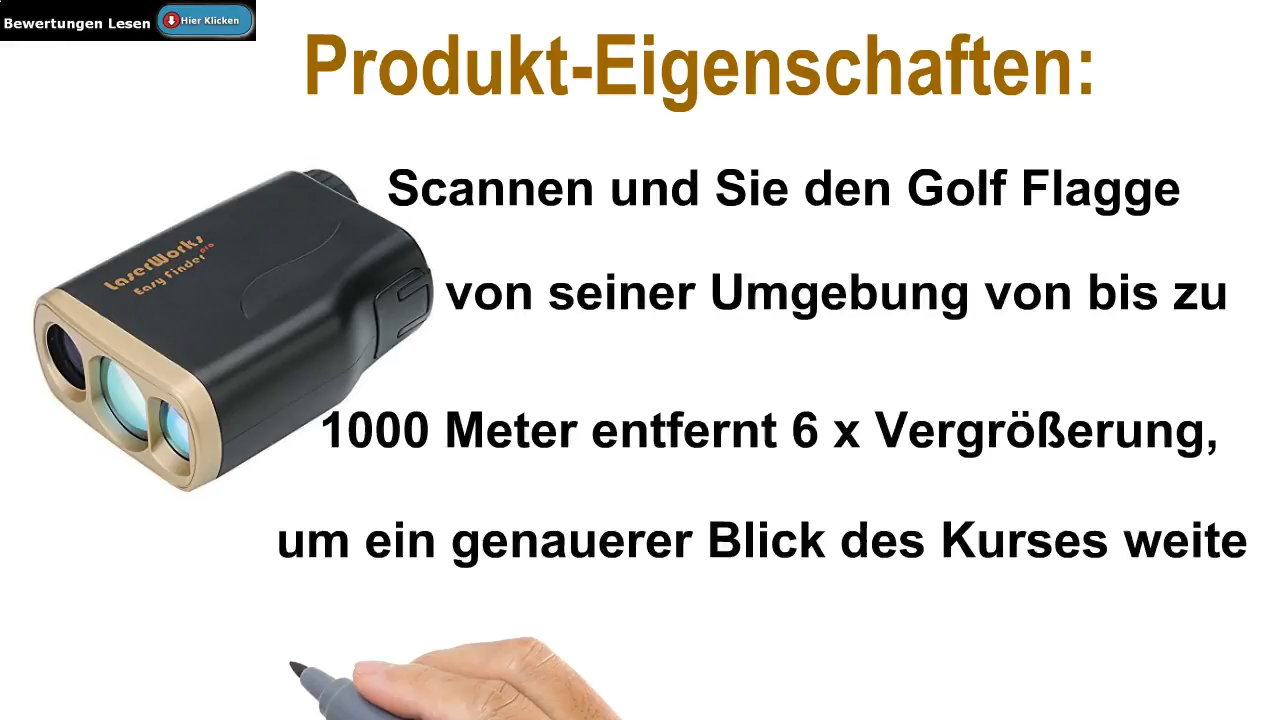 Bewertungen Lesen Hier Klicken
Produkt-Eigenschaften:
Scannen und Sie den Golf Flagge
von seiner Umgebung von bis zu
1000 Meter entfernt 6 x Vergrößerung,
um ein genauerer Blick des Kurses weite
LaserWorks
Easy Finder pro